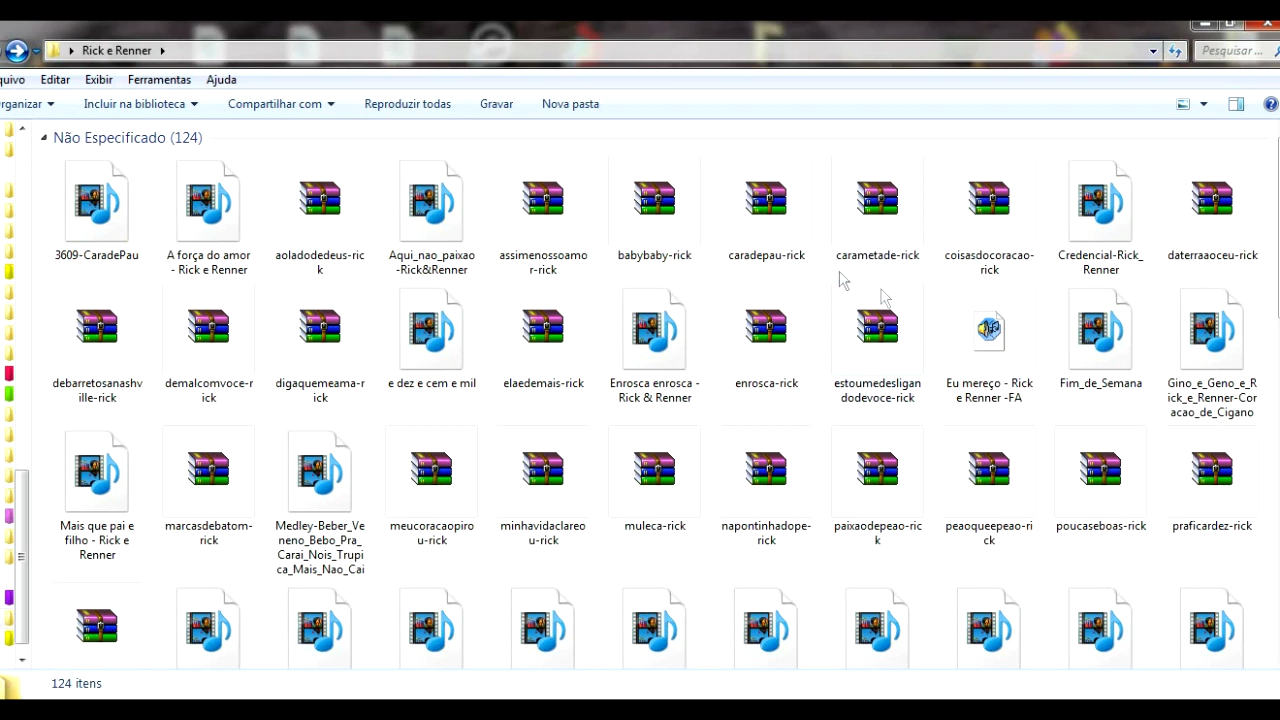 Rick e Renner
Pesquisar ...
quivo Editar Exibir Ferramentas Ajuda
rganizar Incluir na biblioteca Compartilhar com Reproduzir todas Gravar Nova pasta
Não Especificado (124)
3609-CaradePau
A força do amor
- Rick e Renner
aoladodedeus-ric
k
Aqui_nao_paixao
-Rick&Renner
assimenossoamo
r-rick
babybaby-rick
caradepau-rick
carametade-rick
coisasdocoracao-
rick
Credencial-Rick_
Renner
daterraaoceu-rick
debarretosanashv
ille-rick
demalcomvoce-r
ick
digaquemeama-r
ick
e dez e cem e mil
elaedemais-rick
Enrosca enrosca -
Rick & Renner
enrosca-rick
estoumedesligan
dodevoce-rick
Eu mereço - Rick
e Renner -FA
Fim_de_Semana
Gino_e_Geno_e_R
ick_e_Renner-Cor
acao_de_Cigano
Mais que pai e
filho - Rick e
Renner
marcasdebatom-
rick
Medley-Beber_Ve
neno_Bebo_Pra_
Carai_Nois_Trupi
ca_Mais_Nao_Cai
meucoracaopiro
u-rick
minhavidaclareo
u-rick
muleca-rick
napontinhadope-
rick
paixaodepeao-ric
k
peaoqueepeao-ri
ck
poucaseboas-rick
praficardez-rick
124 itens